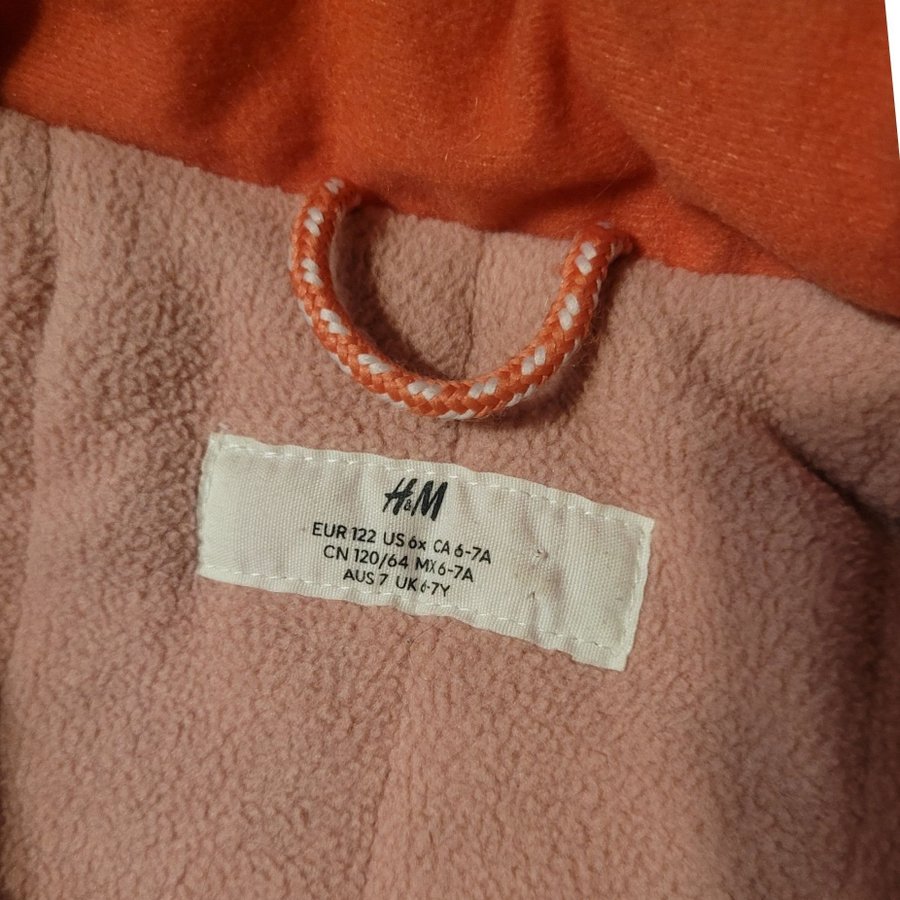 H&M
EUR 122 US 6x CA 6-7A
CN 120/64 MX 6-7A
AUS 7 UK 6-7Y